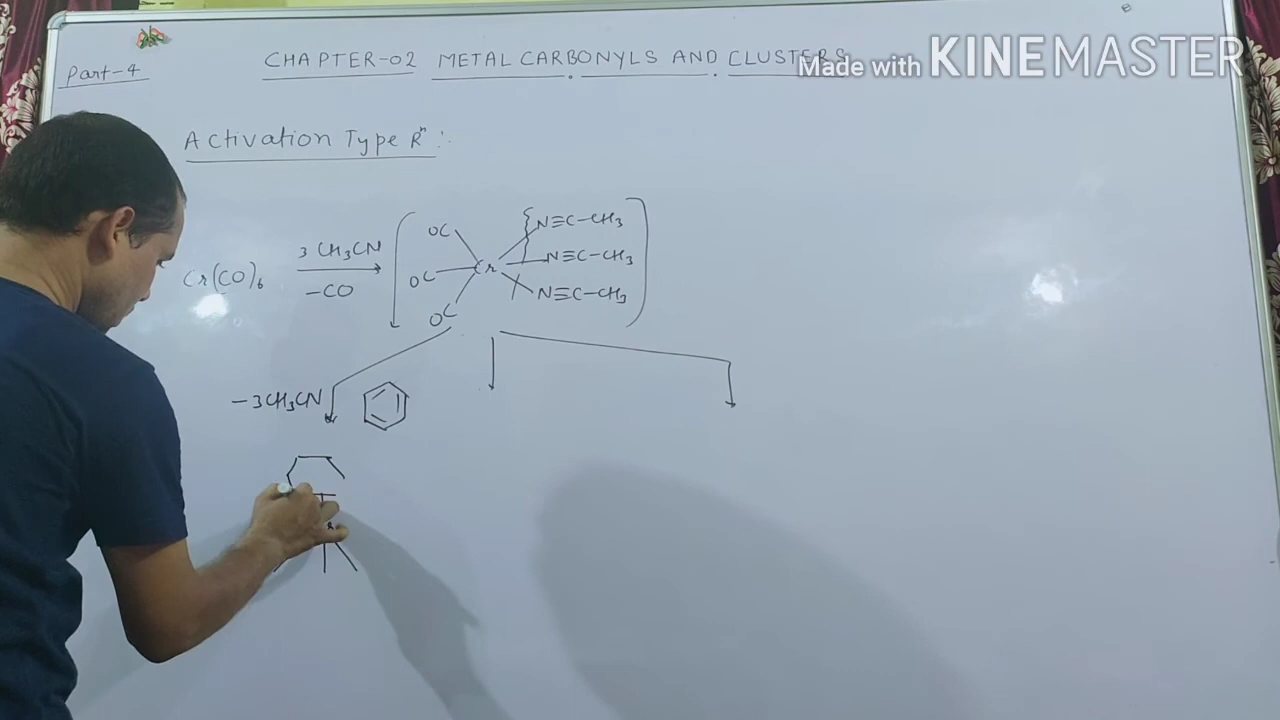 Part-4
CHAPTER-02 METAL CARBONYLS AND CLUSTERS
Made with KINEMASTER
Activation Type Rⁿ :-
Cr(CO)₆
3 CH₃CN
-CO
OC
OC
OC
Cr
N≡C-CH₃
N≡C-CH₃
N≡C-CH₃
-3CH₃CN